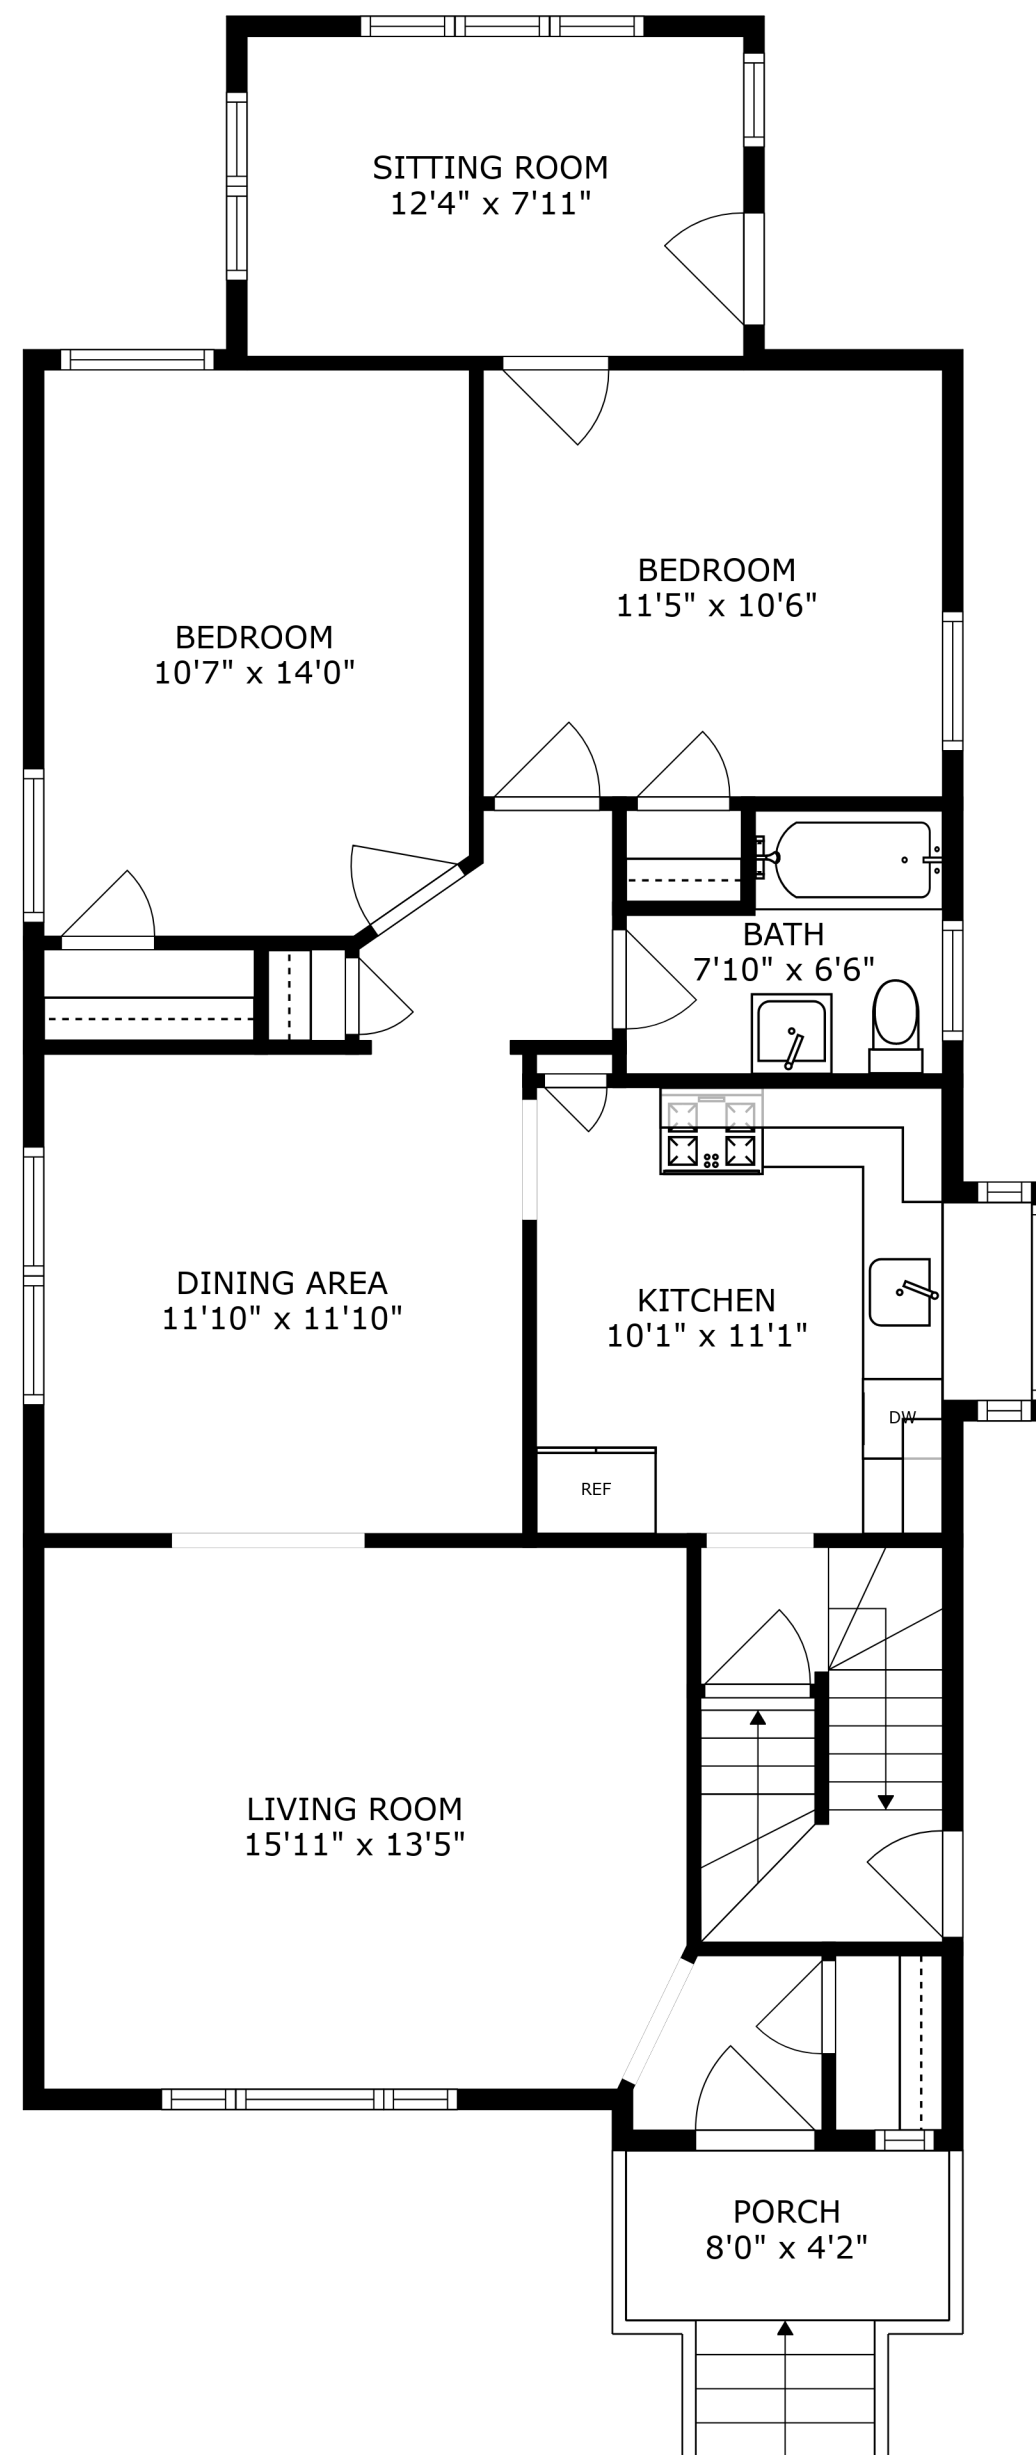 SITTING ROOM
12'4" x 7'11"
BEDROOM
11'5" x 10'6"
BEDROOM
10'7" x 14'0"
BATH
7'10" x 6'6"
DINING AREA
11'10" x 11'10"
KITCHEN
10'1" x 11'1"
DW
REF
LIVING ROOM
15'11" x 13'5"
PORCH
8'0" x 4'2"